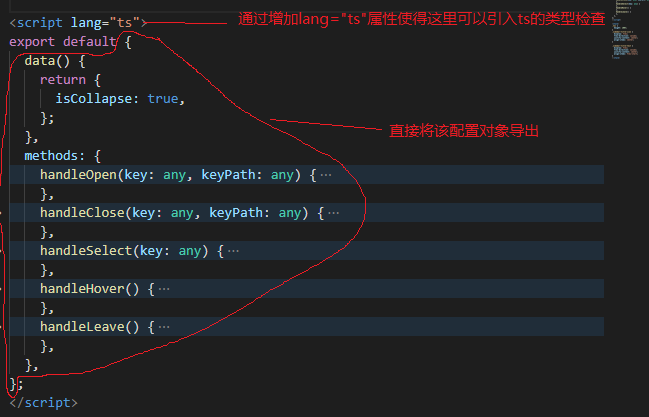 <script lang="ts"> 通过增加lang="ts"属性使得这里可以引入ts的类型检查
export default {
  data() {
    return {
      isCollapse: true,
    };
  }, 直接将该配置对象导出
  methods: {
    handleOpen(key: any, keyPath: any) {···
    },
    handleClose(key: any, keyPath: any) {···
    },
    handleSelect(key: any) {···
    },
    handleHover() {···
    },
    handleLeave() {···
    },
  },
};
</script>